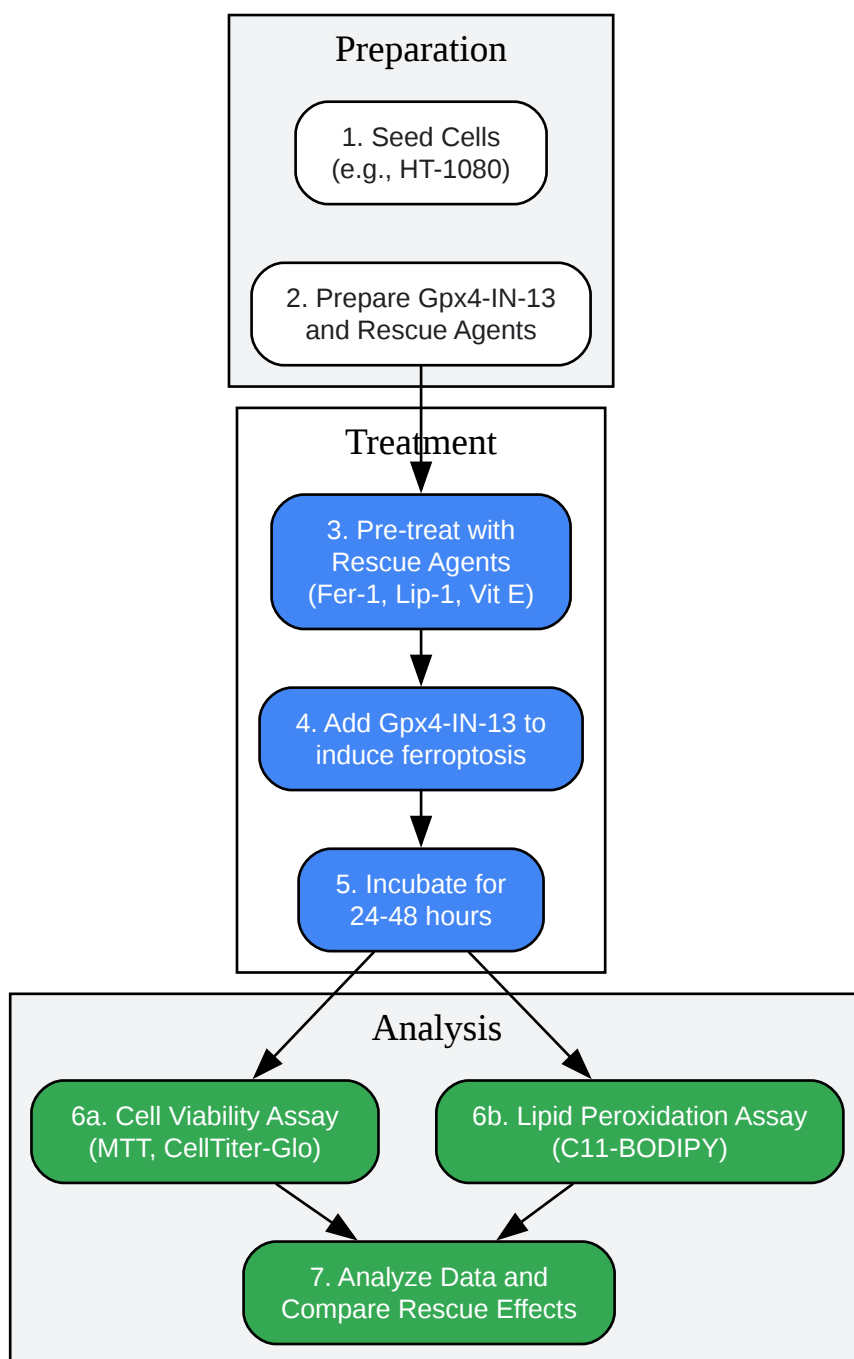 Preparation
1. Seed Cells
(e.g., HT-1080)
2. Prepare Gpx4-IN-13
and Rescue Agents
Treatment
3. Pre-treat with
Rescue Agents
(Fer-1, Lip-1, Vit E)
4. Add Gpx4-IN-13 to
induce ferroptosis
5. Incubate for
24-48 hours
Analysis
6a. Cell Viability Assay
(MTT, CellTiter-Glo)
6b. Lipid Peroxidation Assay
(C11-BODIPY)
7. Analyze Data and
Compare Rescue Effects